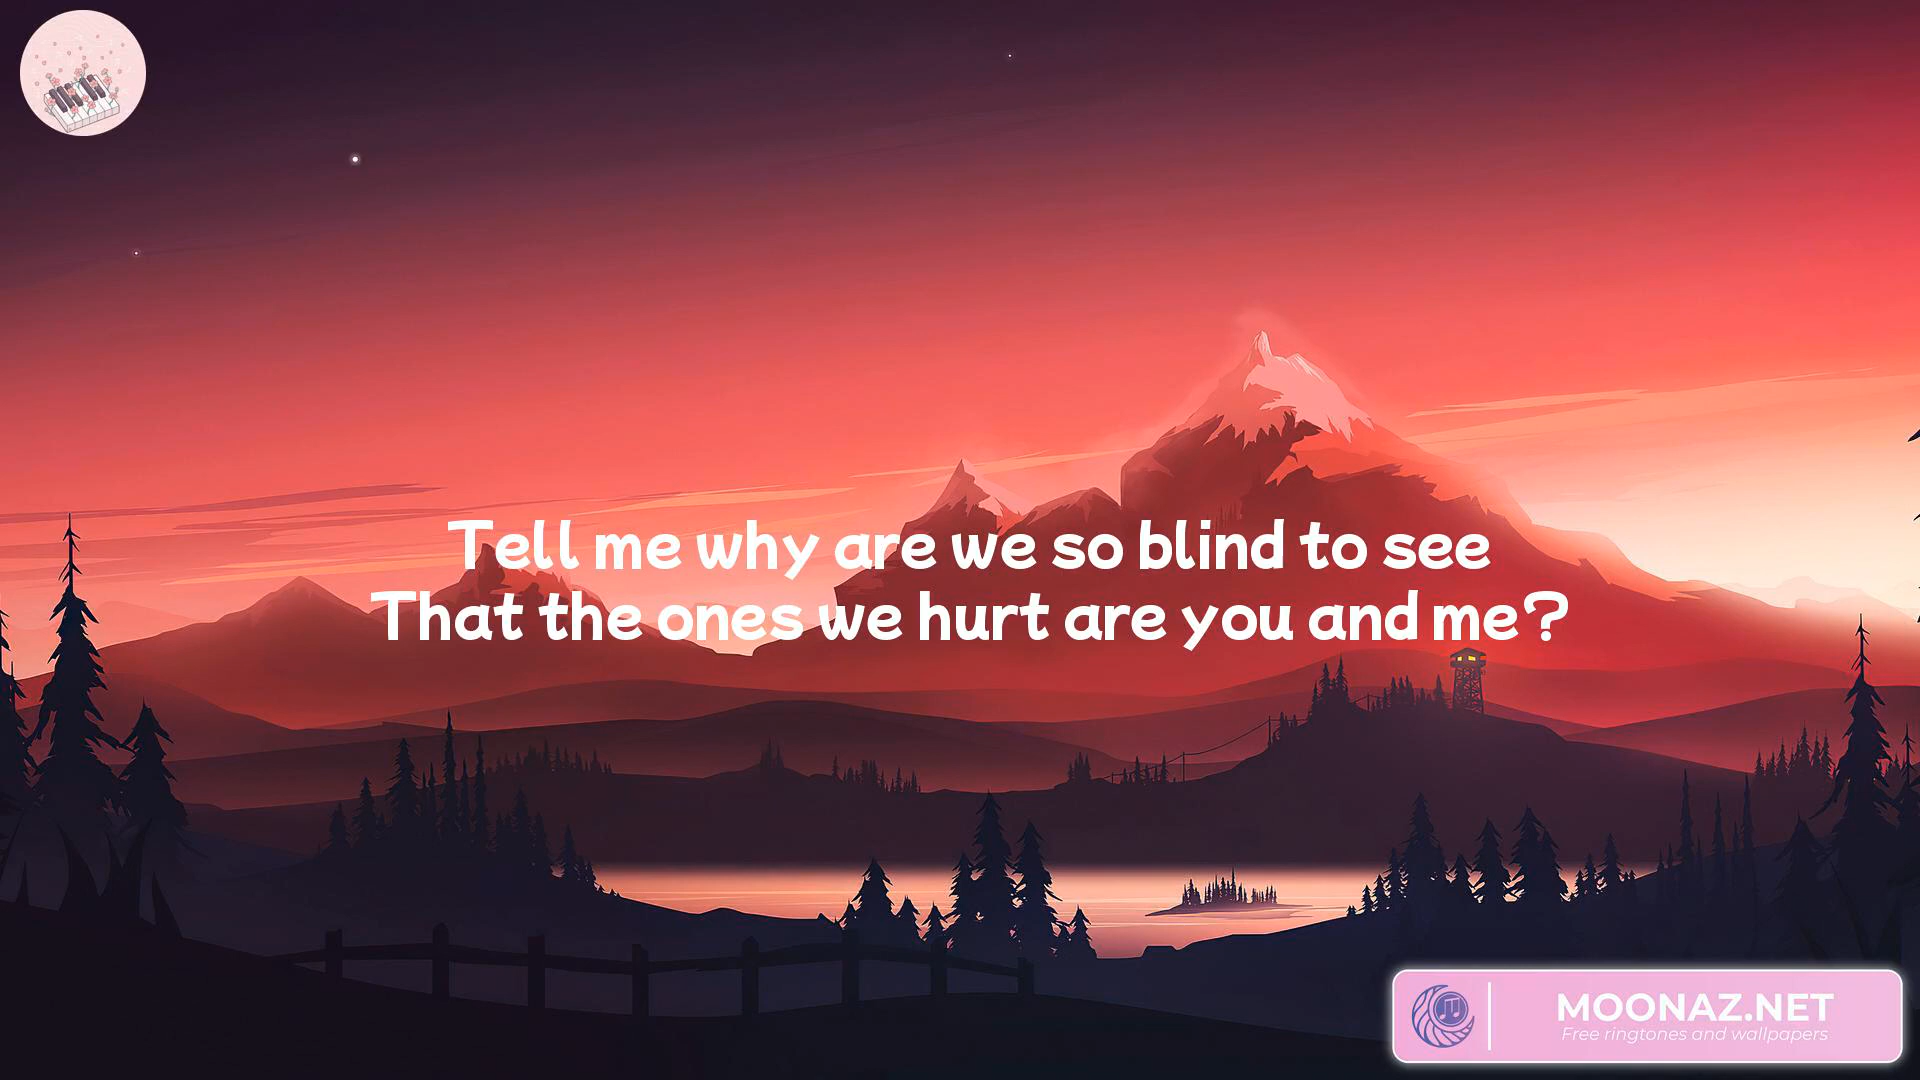 Tell me why are we so blind to see
That the ones we hurt are you and me?
MOONAZ.NET
Free ringtones and wallpapers